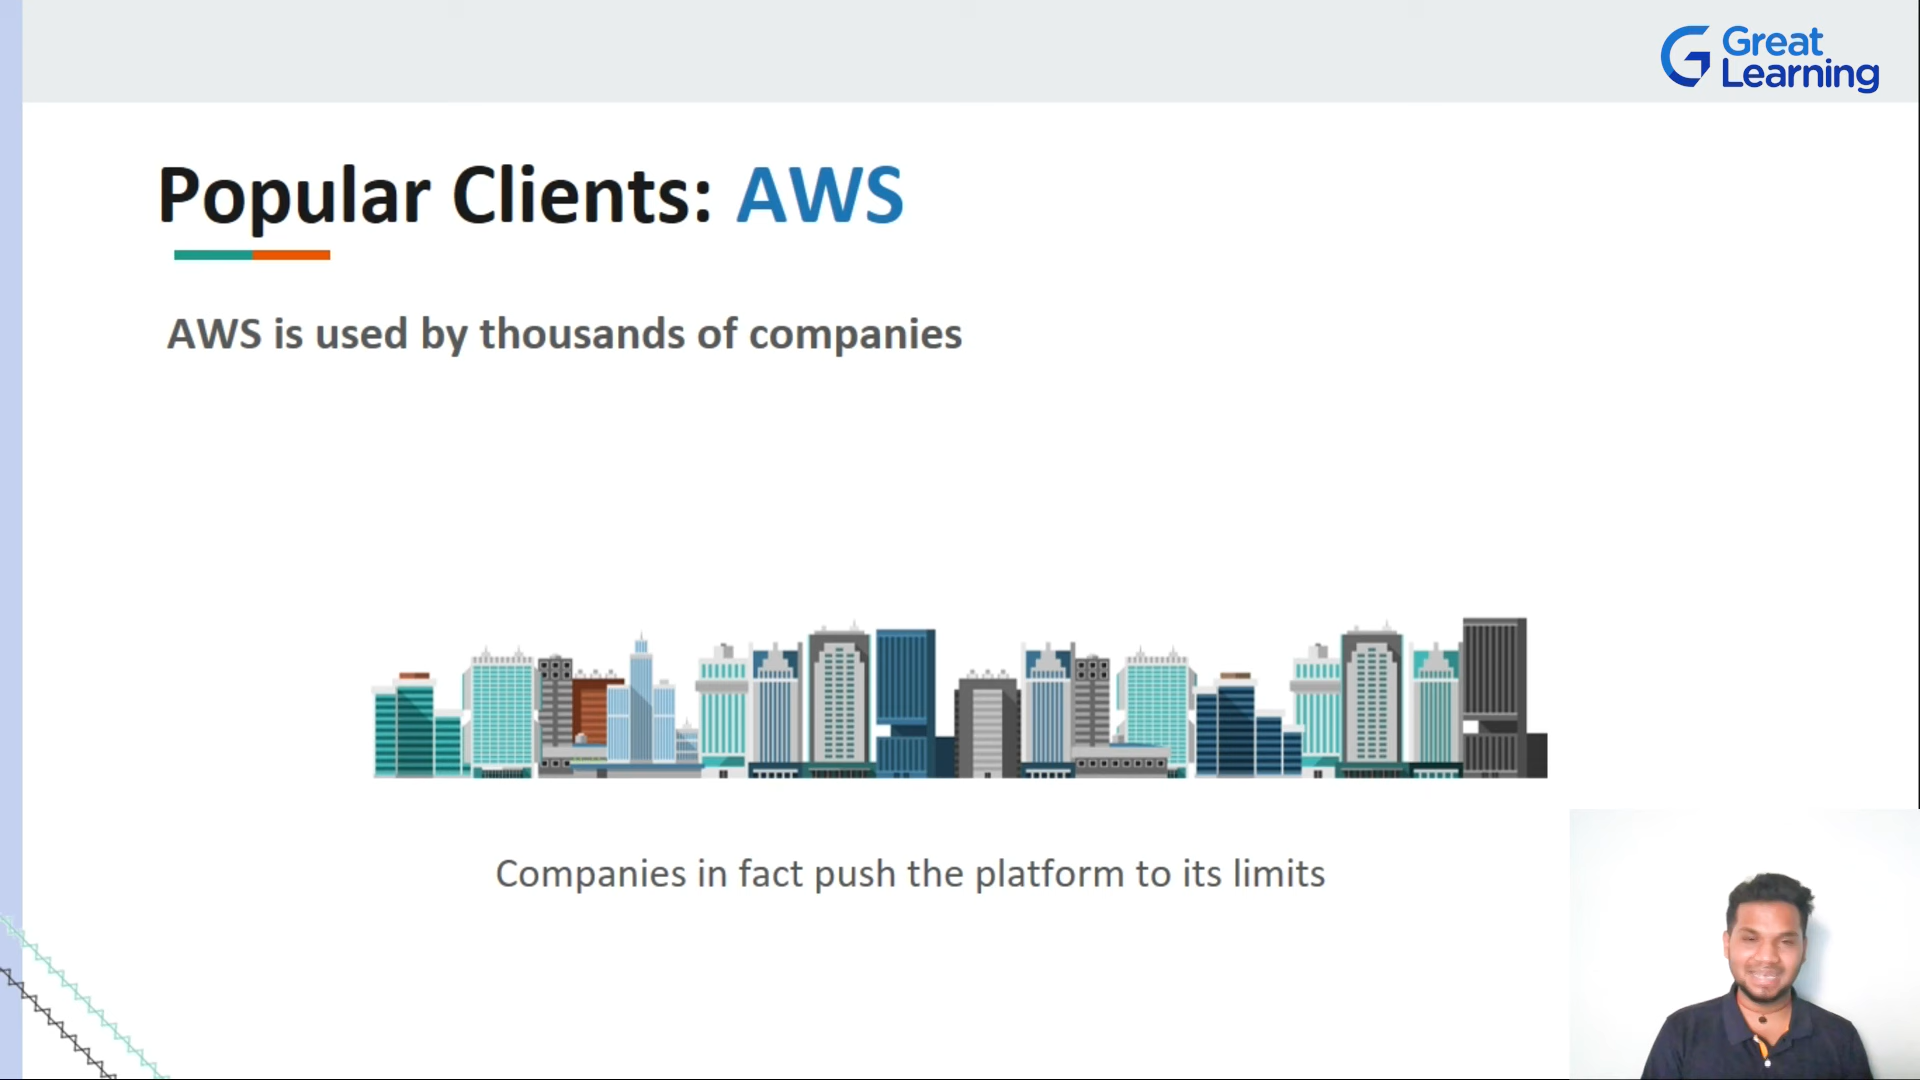 Great
Learning
Popular Clients: AWS
AWS is used by thousands of companies
Companies in fact push the platform to its limits